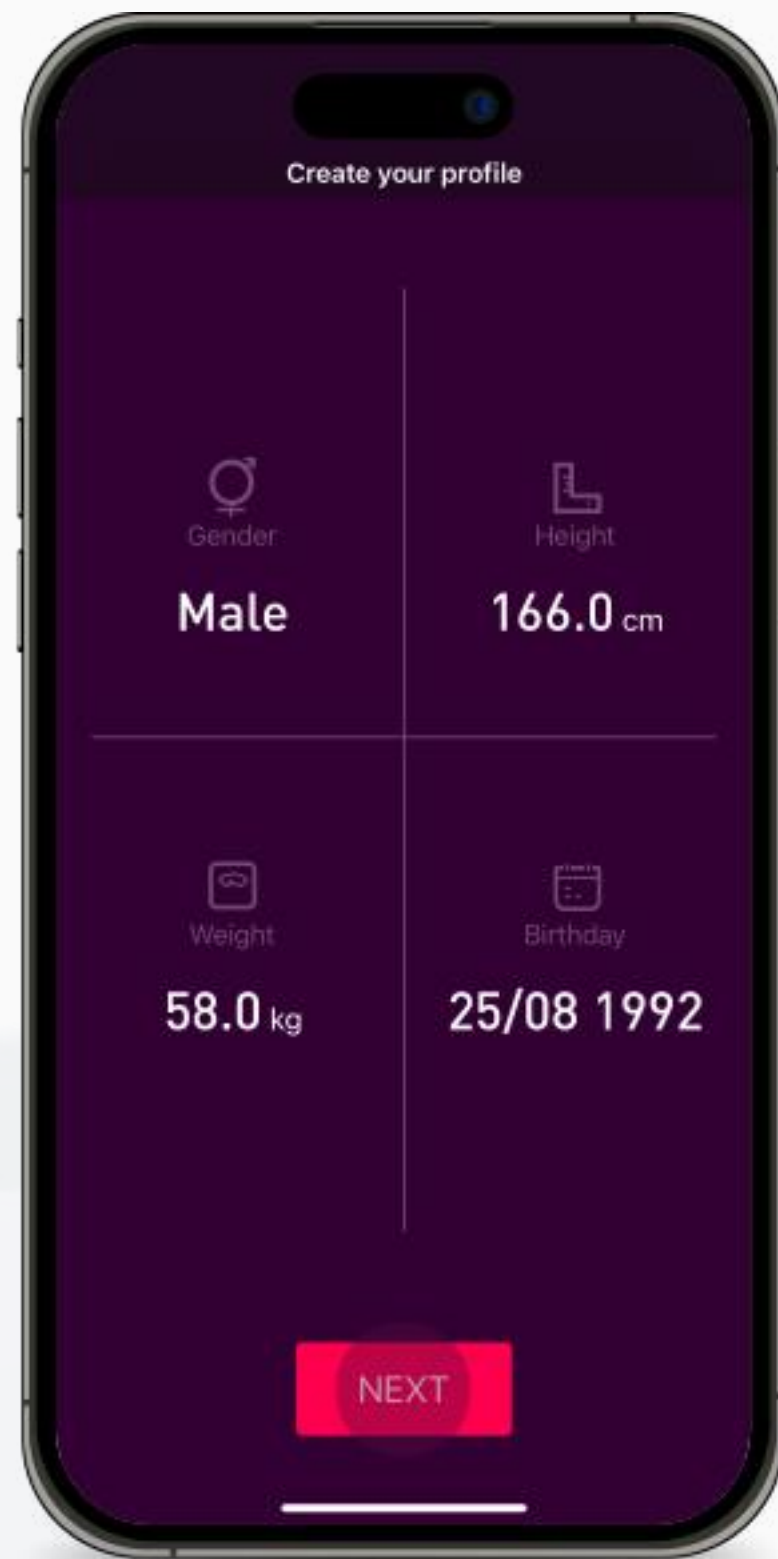 Create your profile
Gender
Male
Height
166.0 cm
Weight
58.0 kg
Birthday
25/08 1992
NEXT